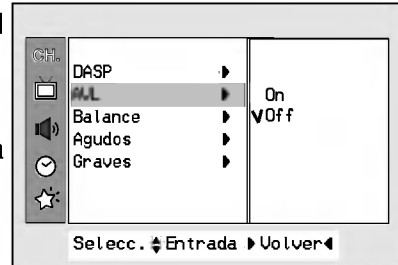 CH.
DASP
AVL
Balance
Agudos
Graves
On
Off
Selecc. Entrada Volver